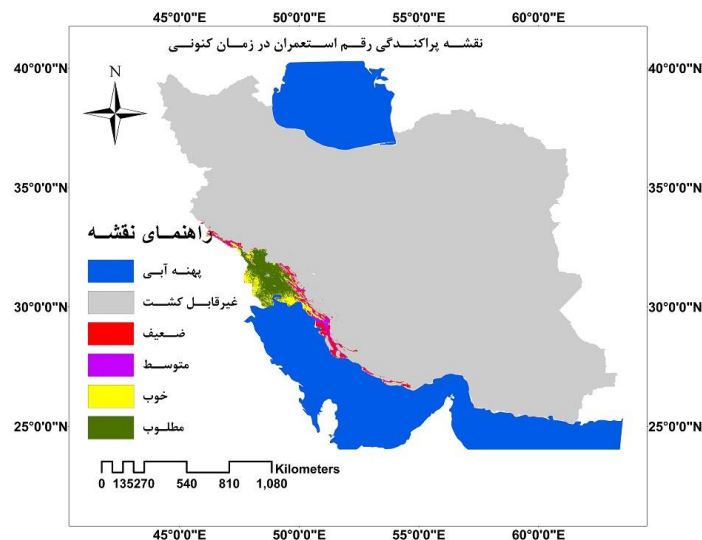 45°0'0"E 50°0'0"E 55°0'0"E 60°0'0"E
نقشه پراکندگی رقم استعمران در زمان کنونی
40°0'0"N 40°0'0"N
N
35°0'0"N 35°0'0"N
راهنمای نقشه
پهنه آبی
غیرقابل کشت
30°0'0"N 30°0'0"N
ضعیف
متوسط
خوب
مطلوب
25°0'0"N 25°0'0"N
Kilometers
0 135270 540 810 1,080
45°0'0"E 50°0'0"E 55°0'0"E 60°0'0"E